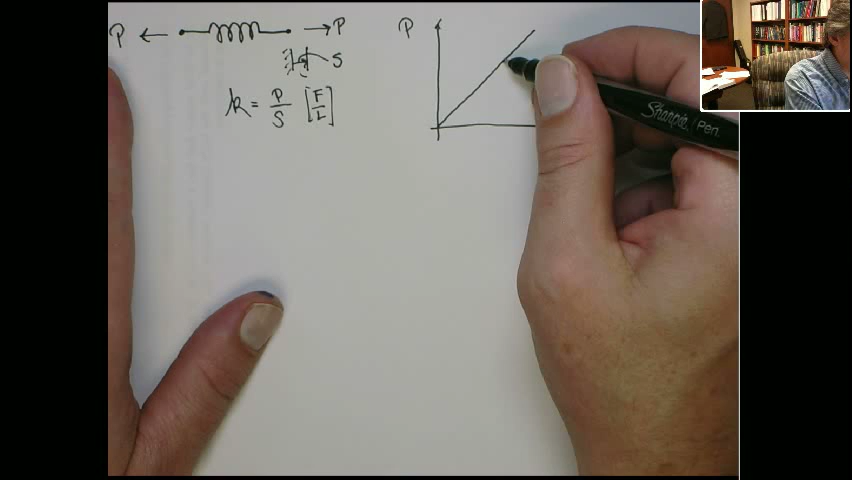 P P
P
S
k = P/S [F/L]
Sharpie Pen.